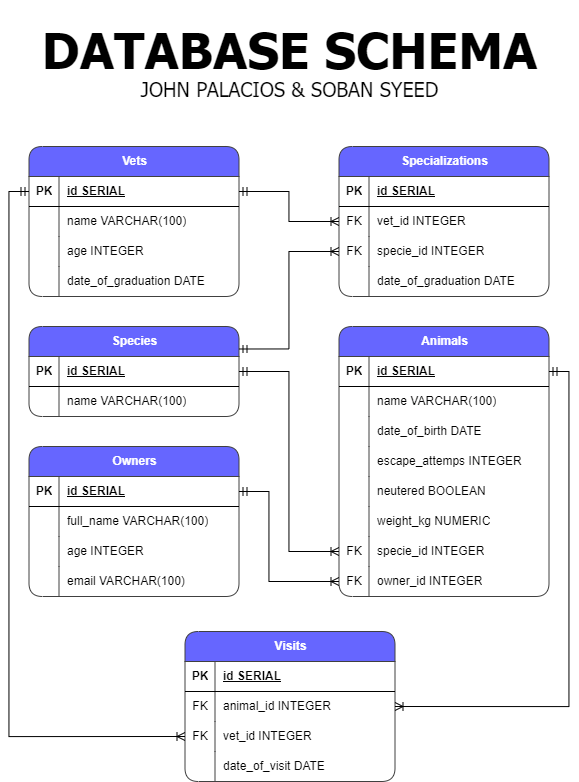 DATABASE SCHEMA
JOHN PALACIOS & SOBAN SYEED
Vets
PK id SERIAL
name VARCHAR(100)
age INTEGER
date_of_graduation DATE
Specializations
PK id SERIAL
FK vet_id INTEGER
FK specie_id INTEGER
date_of_graduation DATE
Species
PK id SERIAL
name VARCHAR(100)
Animals
PK id SERIAL
name VARCHAR(100)
date_of_birth DATE
escape_attemps INTEGER
neutered BOOLEAN
weight_kg NUMERIC
FK specie_id INTEGER
FK owner_id INTEGER
Owners
PK id SERIAL
full_name VARCHAR(100)
age INTEGER
email VARCHAR(100)
Visits
PK id SERIAL
FK animal_id INTEGER
FK vet_id INTEGER
date_of_visit DATE